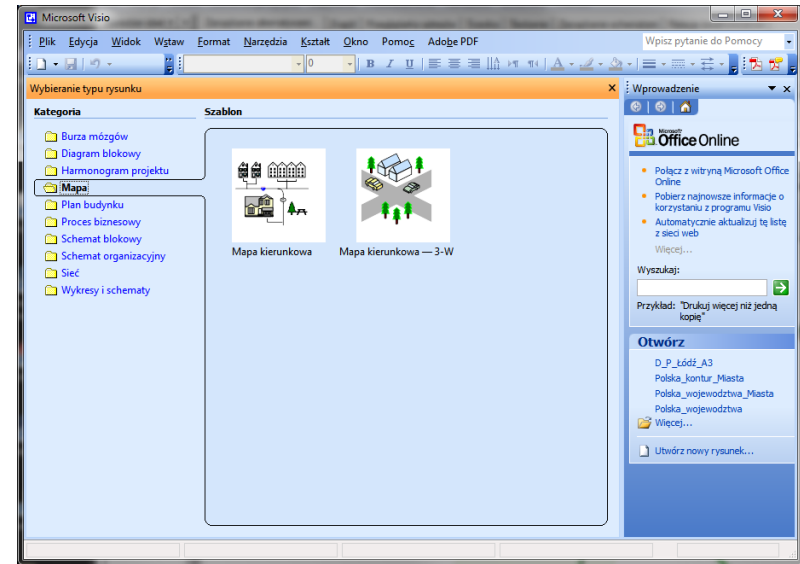 Microsoft Visio
Plik Edycja Widok Wstaw Format Narzędzia Kształt Okno Pomoc Adobe PDF Wpisz pytanie do Pomocy
0 B I U A
Wybieranie typu rysunku
Wprowadzenie
Kategoria Szablon
Burza mózgów
Diagram blokowy
Harmonogram projektu
Mapa
Plan budynku
Proces biznesowy
Schemat blokowy
Schemat organizacyjny
Sieć
Wykresy i schematy
Mapa kierunkowa Mapa kierunkowa — 3-W
Microsoft
Office Online
Połącz z witryną Microsoft Office
Online
Pobierz najnowsze informacje o
korzystaniu z programu Visio
Automatycznie aktualizuj tę listę
z sieci web
Więcej...
Wyszukaj:
Przykład: "Drukuj więcej niż jedną
kopię"
Otwórz
D_P_Łódź_A3
Polska_kontur_Miasta
Polska_wojewodztwa_Miasta
Polska_wojewodztwa
Więcej...
Utwórz nowy rysunek...